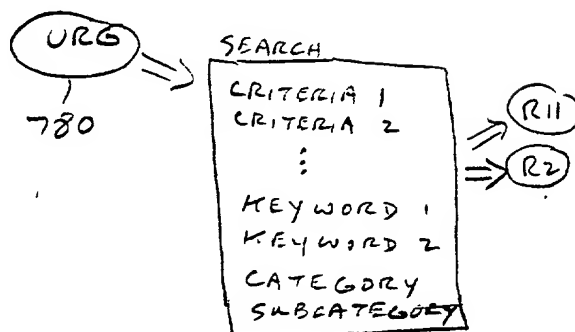 URG
780
SEARCH
CRITERIA 1
CRITERIA 2
⋮
KEYWORD 1
KEYWORD 2
CATEGORY
SUBCATEGORY
R11
R2